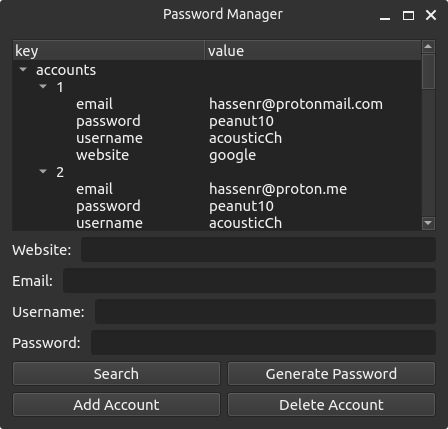 Password Manager
key value
accounts
1
email hassenr@protonmail.com
password peanut10
username acousticCh
website google
2
email hassenr@proton.me
password peanut10
username acousticCh
Website:
Email:
Username:
Password:
Search Generate Password
Add Account Delete Account